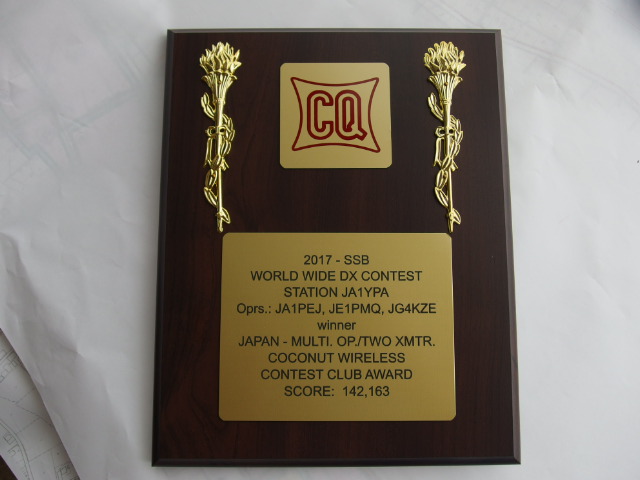 CQ
2017 - SSB
WORLD WIDE DX CONTEST
STATION JA1YPA
Oprs.: JA1PEJ, JE1PMQ, JG4KZE
winner
JAPAN - MULTI. OP./TWO XMTR.
COCONUT WIRELESS
CONTEST CLUB AWARD
SCORE:  142,163